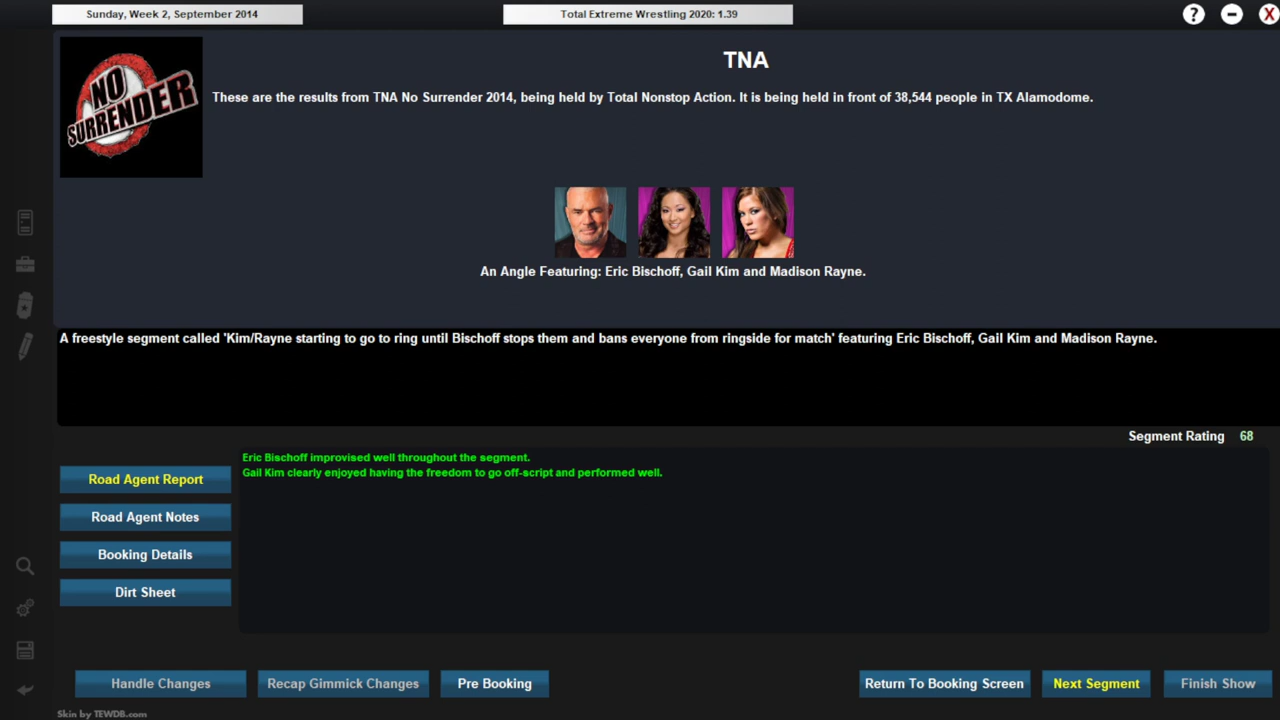 Sunday, Week 2, September 2014
Total Extreme Wrestling 2020: 1.39
?
X
NO
SURRENDER
TNA
These are the results from TNA No Surrender 2014, being held by Total Nonstop Action. It is being held in front of 38,544 people in TX Alamodome.
An Angle Featuring: Eric Bischoff, Gail Kim and Madison Rayne.
A freestyle segment called 'Kim/Rayne starting to go to ring until Bischoff stops them and bans everyone from ringside for match' featuring Eric Bischoff, Gail Kim and Madison Rayne.
Segment Rating 68
Eric Bischoff improvised well throughout the segment.
Gail Kim clearly enjoyed having the freedom to go off-script and performed well.
Road Agent Report
Road Agent Notes
Booking Details
Dirt Sheet
Handle Changes
Recap Gimmick Changes
Pre Booking
Return To Booking Screen
Next Segment
Finish Show
Skin by TEWDB.com